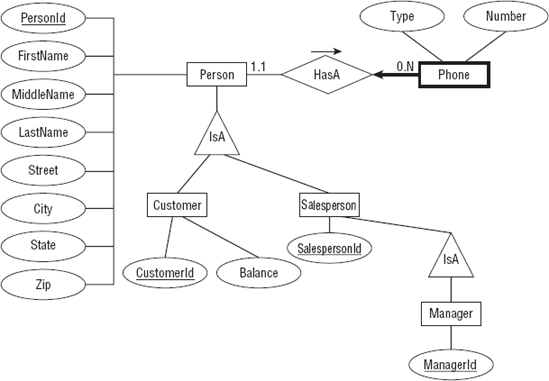 PersonId
FirstName
MiddleName
LastName
Street
City
State
Zip
Person
1.1
HasA
0.N
Phone
Type
Number
IsA
Customer
CustomerId
Balance
Salesperson
SalespersonId
IsA
Manager
ManagerId